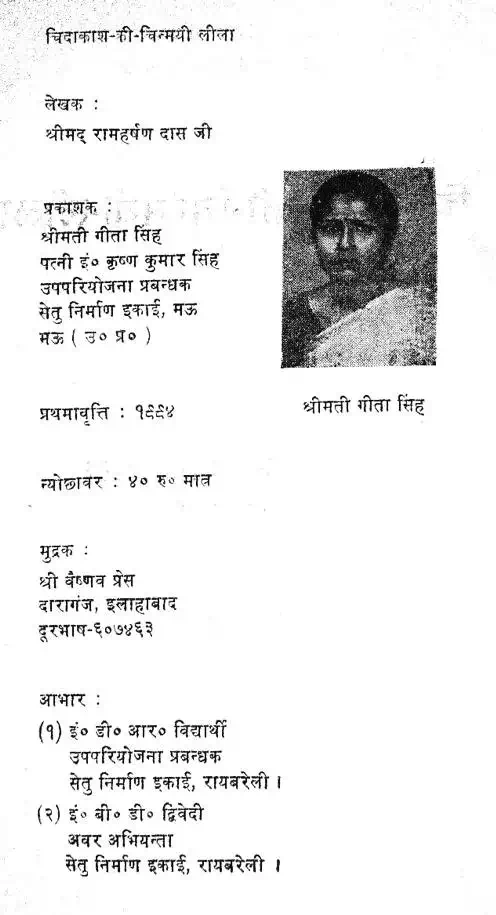 चिदाकाश-की-चिन्मयी लीला
लेखक :
श्रीमद् रामहर्षण दास जी
प्रकाशक :
श्रीमती गीता सिंह
पत्नी इं० कृष्ण कुमार सिंह
उपपरियोजना प्रबन्धक
सेतु निर्माण इकाई, मऊ
मऊ ( उ० प्र० )
श्रीमती गीता सिंह
प्रथमावृत्ति : १९९४
न्योछावर : ४० रु० मात्र
मुद्रक :
श्री वैष्णव प्रेस
दारागंज, इलाहाबाद
दूरभाष-६०७४६३
आभार :
(१) इं० डी० आर० विद्यार्थी
उपपरियोजना प्रबन्धक
सेतु निर्माण इकाई, रायबरेली ।
(२) इं० बी० डी० द्विवेदी
अवर अभियन्ता
सेतु निर्माण इकाई, रायबरेली ।